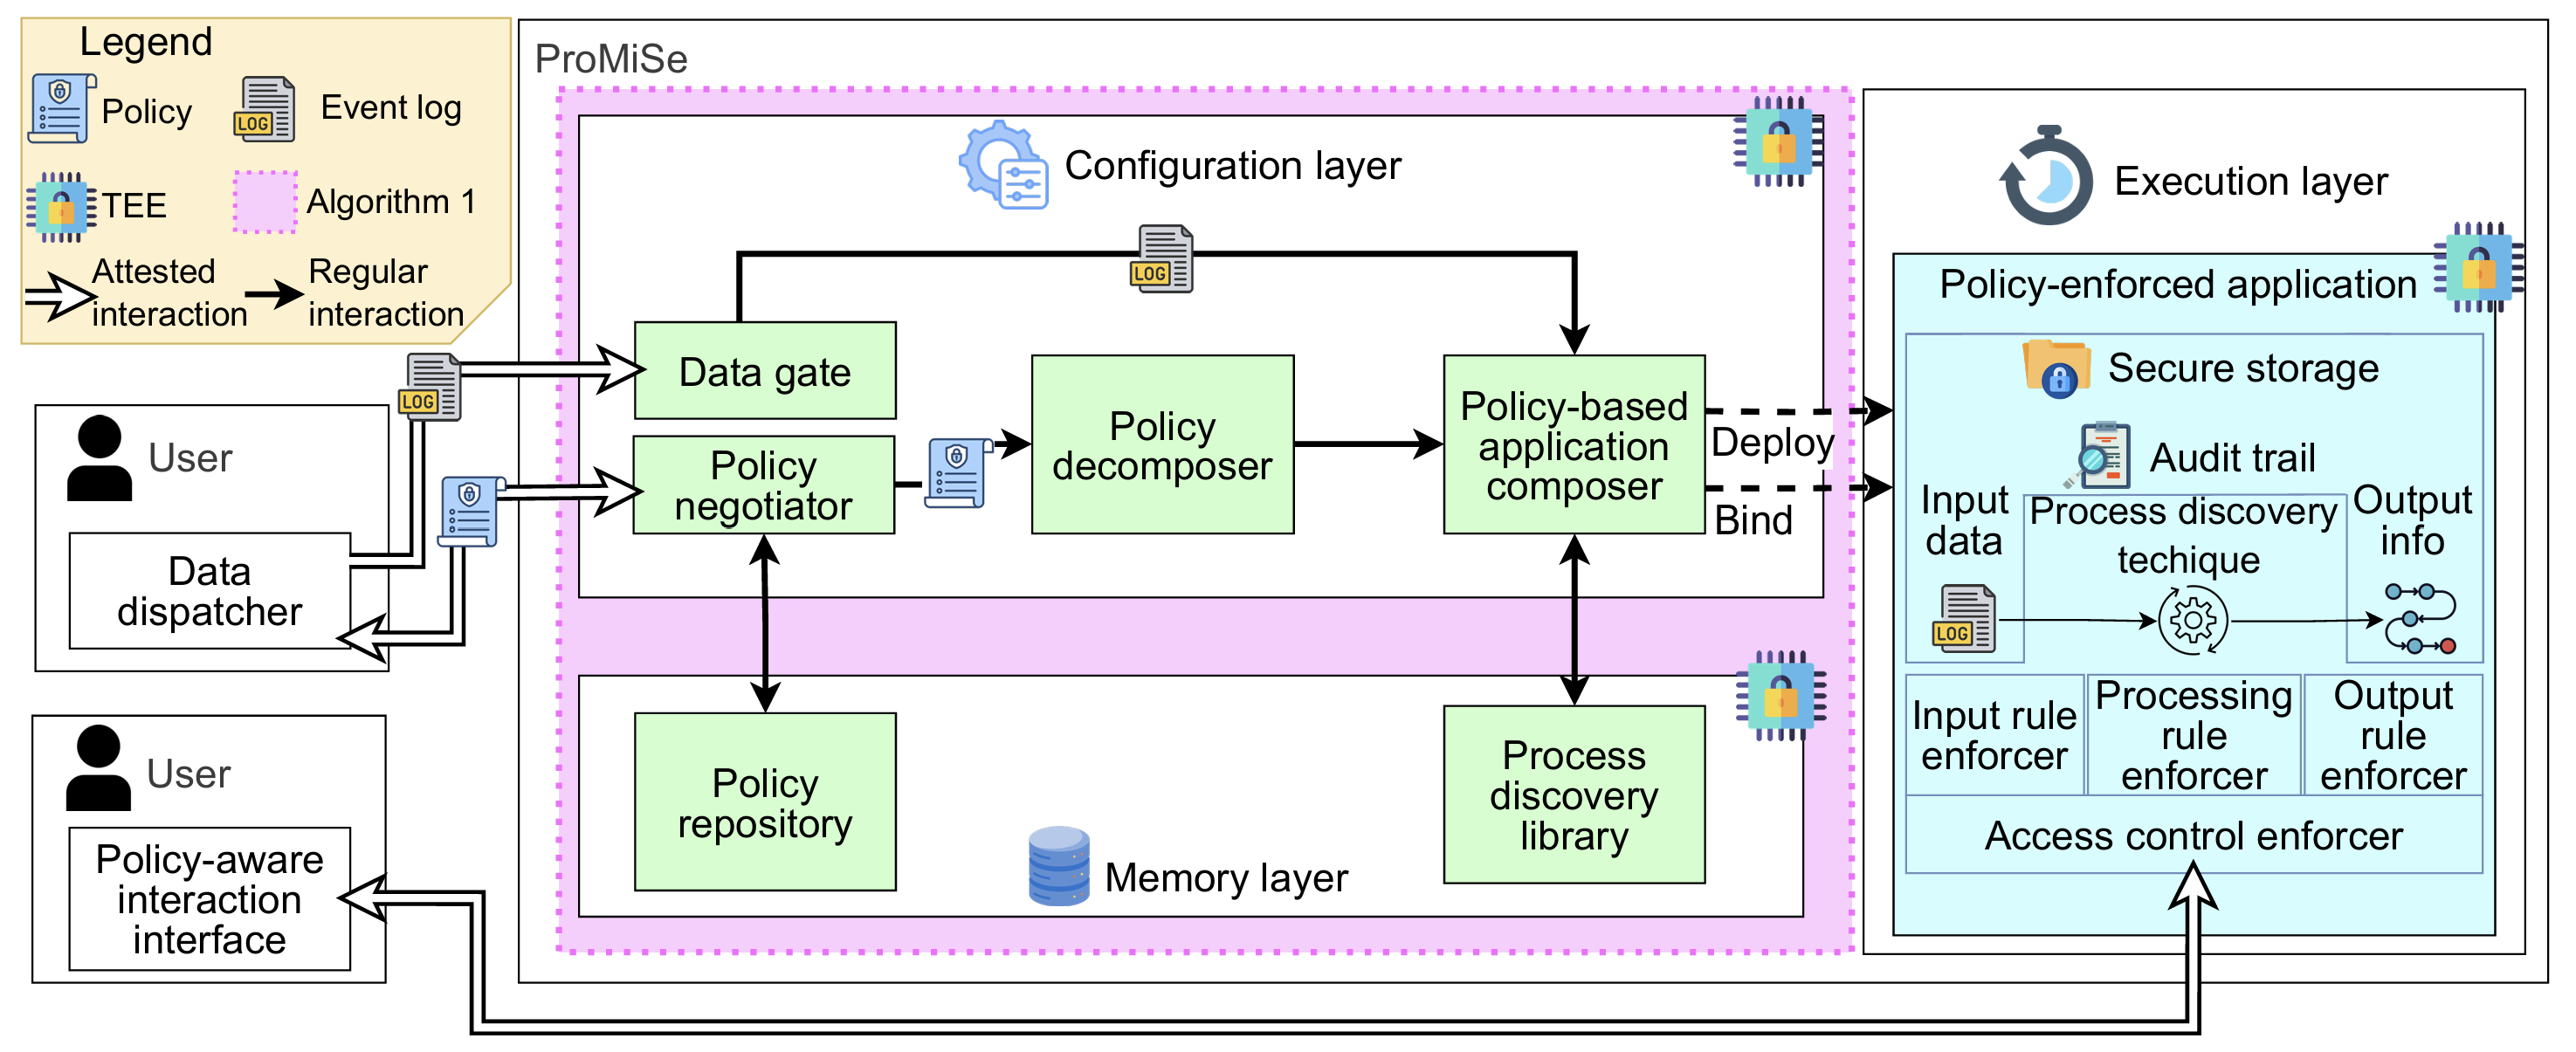 Legend
Policy
Event log
TEE
Algorithm 1
Attested
interaction
Regular
interaction
LOG
User
Data
dispatcher
User
Policy-aware
interaction
interface
ProMiSe
Configuration layer
LOG
LOG
Data gate
Policy
negotiator
Policy
decomposer
Policy-based
application
composer
Deploy
Bind
Policy
repository
Memory layer
Process
discovery
library
Execution layer
Policy-enforced application
Secure storage
Audit trail
Input
data
Process discovery
techique
Output
info
LOG
Input rule
enforcer
Processing
rule
enforcer
Output
rule
enforcer
Access control enforcer